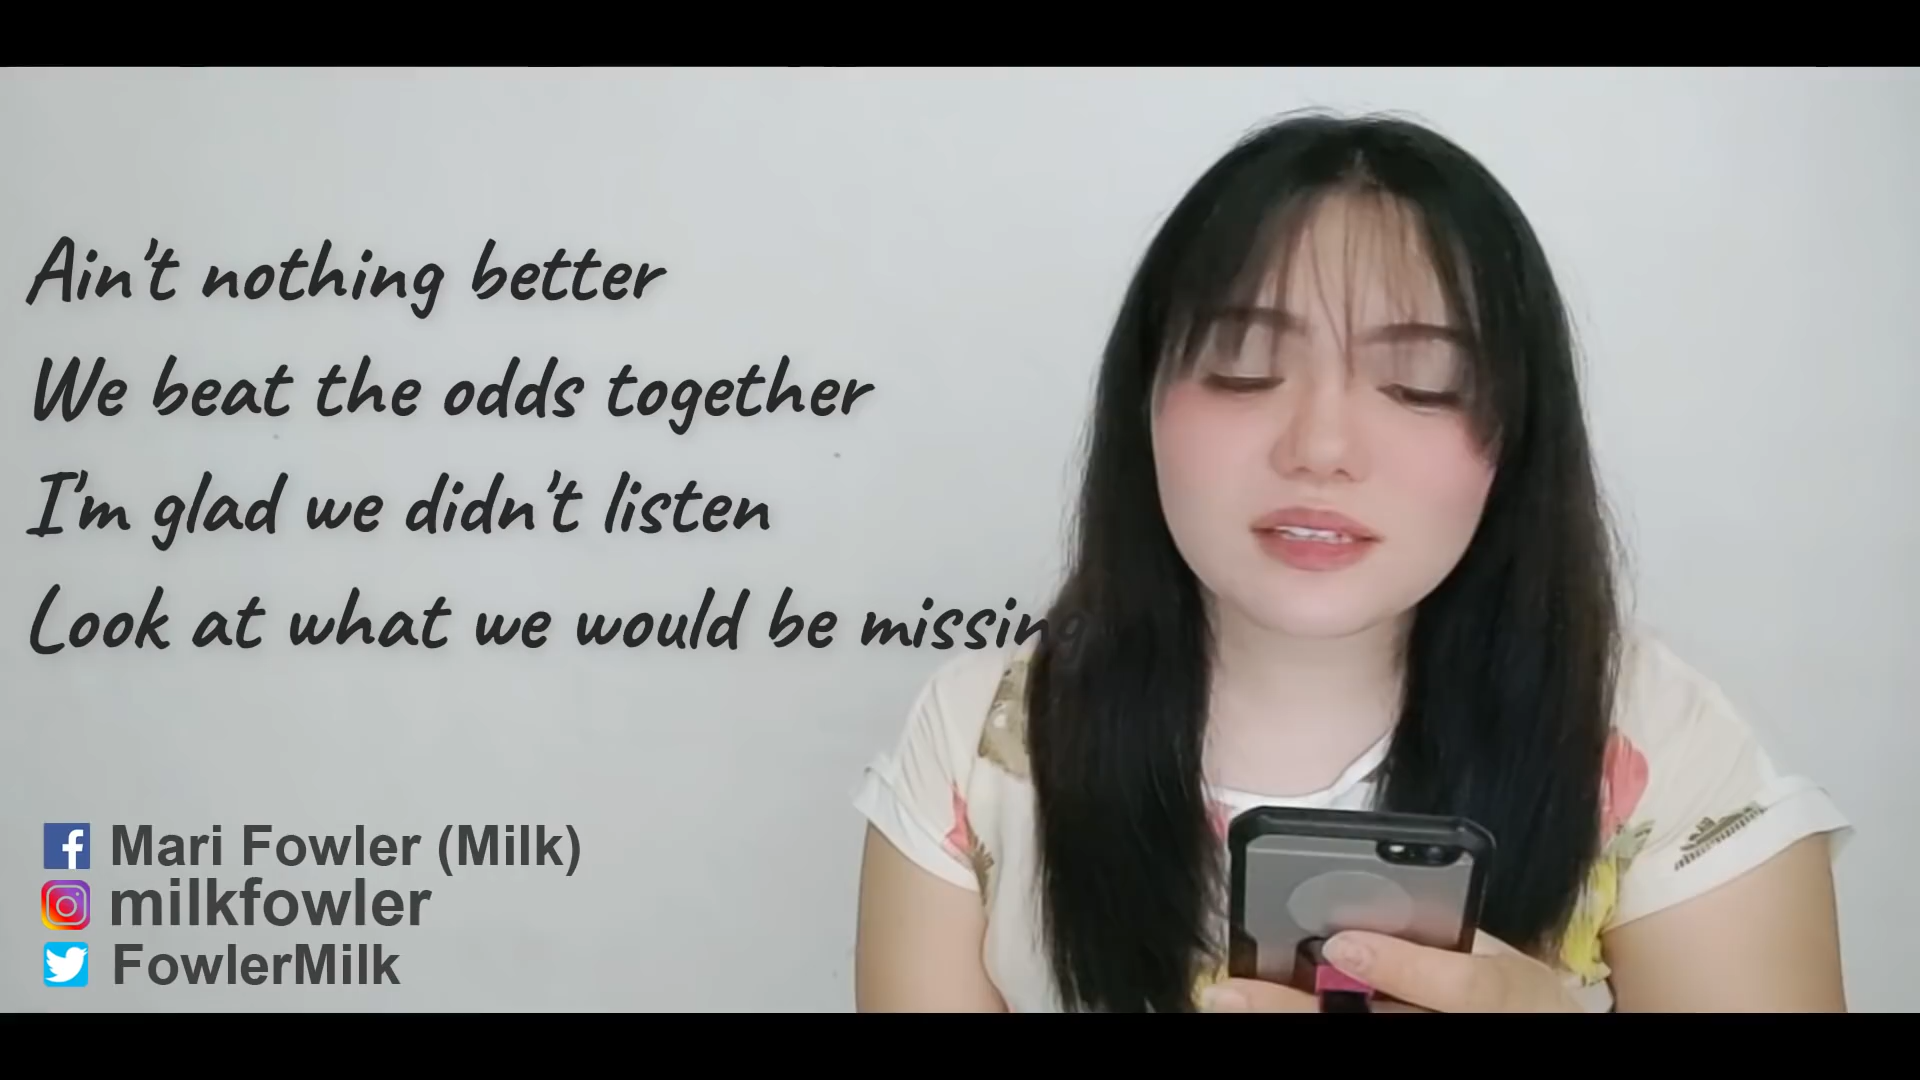 Ain't nothing better
We beat the odds together
I'm glad we didn't listen
Look at what we would be missing
Mari Fowler (Milk)
milkfowler
FowlerMilk